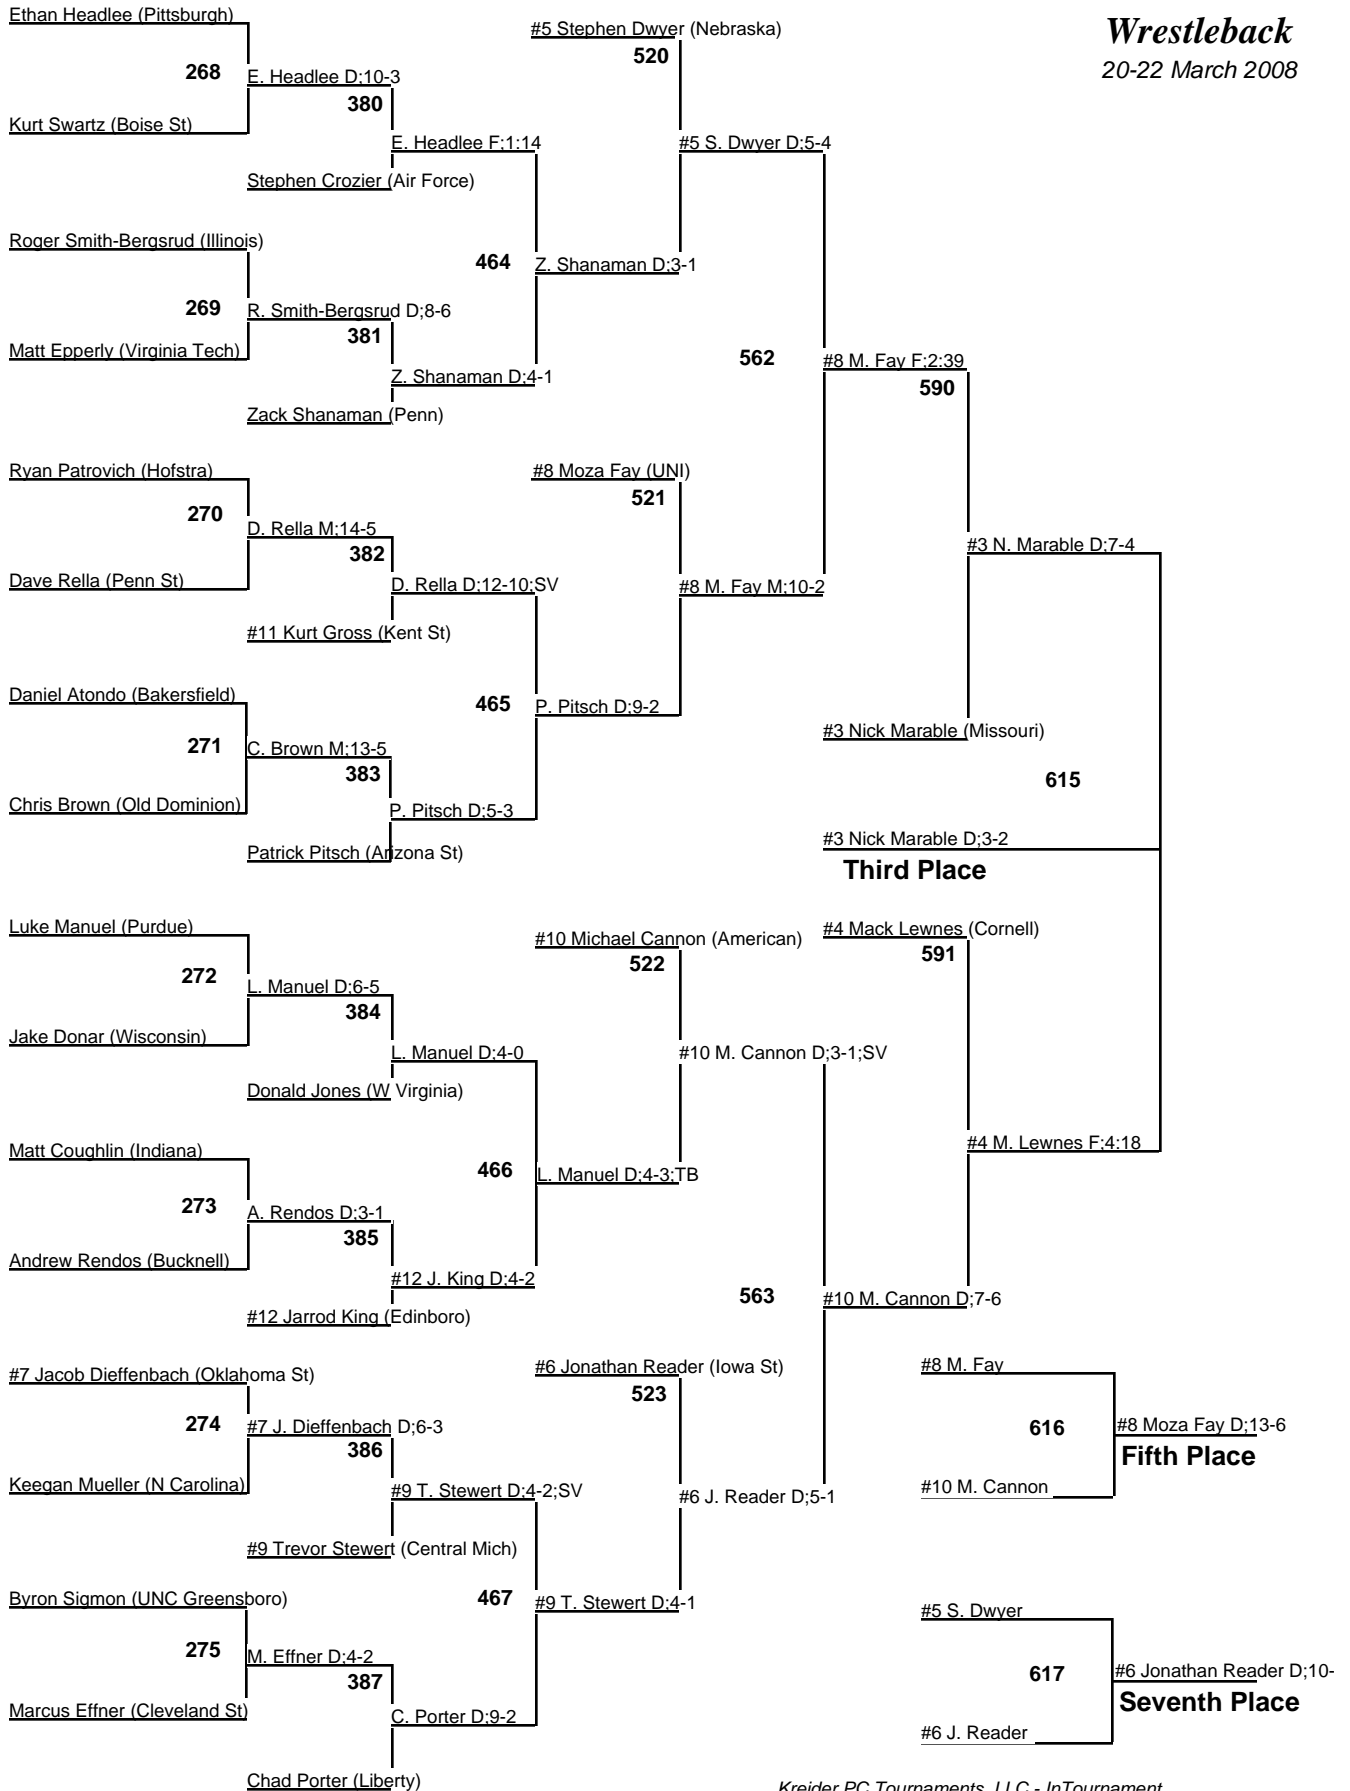 Ethan Headlee (Pittsburgh)
#5 Stephen Dwyer (Nebraska)
Wrestleback
520
20-22 March 2008
268
E. Headlee D;10-3
380
Kurt Swartz (Boise St)
E. Headlee F;1:14
#5 S. Dwyer D;5-4
Stephen Crozier (Air Force)
Roger Smith-Bergsrud (Illinois)
464
Z. Shanaman D;3-1
269
R. Smith-Bergsrud D;8-6
381
Matt Epperly (Virginia Tech)
562
#8 M. Fay F;2:39
Z. Shanaman D;4-1
590
Zack Shanaman (Penn)
Ryan Patrovich (Hofstra)
#8 Moza Fay (UNI)
521
270
D. Rella M;14-5
382
#3 N. Marable D;7-4
Dave Rella (Penn St)
D. Rella D;12-10;SV
#8 M. Fay M;10-2
#11 Kurt Gross (Kent St)
Daniel Atondo (Bakersfield)
465
P. Pitsch D;9-2
#3 Nick Marable (Missouri)
271
C. Brown M;13-5
383
615
Chris Brown (Old Dominion)
P. Pitsch D;5-3
#3 Nick Marable D;3-2
Patrick Pitsch (Arizona St)
Third Place
Luke Manuel (Purdue)
#10 Michael Cannon (American)
#4 Mack Lewnes (Cornell)
522
591
272
L. Manuel D;6-5
384
Jake Donar (Wisconsin)
L. Manuel D;4-0
#10 M. Cannon D;3-1;SV
Donald Jones (W Virginia)
Matt Coughlin (Indiana)
#4 M. Lewnes F;4:18
466
L. Manuel D;4-3;TB
273
A. Rendos D;3-1
385
Andrew Rendos (Bucknell)
#12 J. King D;4-2
563
#10 M. Cannon D;7-6
#12 Jarrod King (Edinboro)
#7 Jacob Dieffenbach (Oklahoma St)
#6 Jonathan Reader (Iowa St)
#8 M. Fay
523
274
#7 J. Dieffenbach D;6-3
616
#8 Moza Fay D;13-6
386
Fifth Place
Keegan Mueller (N Carolina)
#9 T. Stewert D;4-2;SV
#6 J. Reader D;5-1
#10 M. Cannon
#9 Trevor Stewert (Central Mich)
Byron Sigmon (UNC Greensboro)
467
#9 T. Stewert D;4-1
#5 S. Dwyer
275
M. Effner D;4-2
387
617
#6 Jonathan Reader D;10-
Marcus Effner (Cleveland St)
C. Porter D;9-2
Seventh Place
#6 J. Reader
Chad Porter (Liberty)
Kreider PC Tournaments, LLC - InTournament